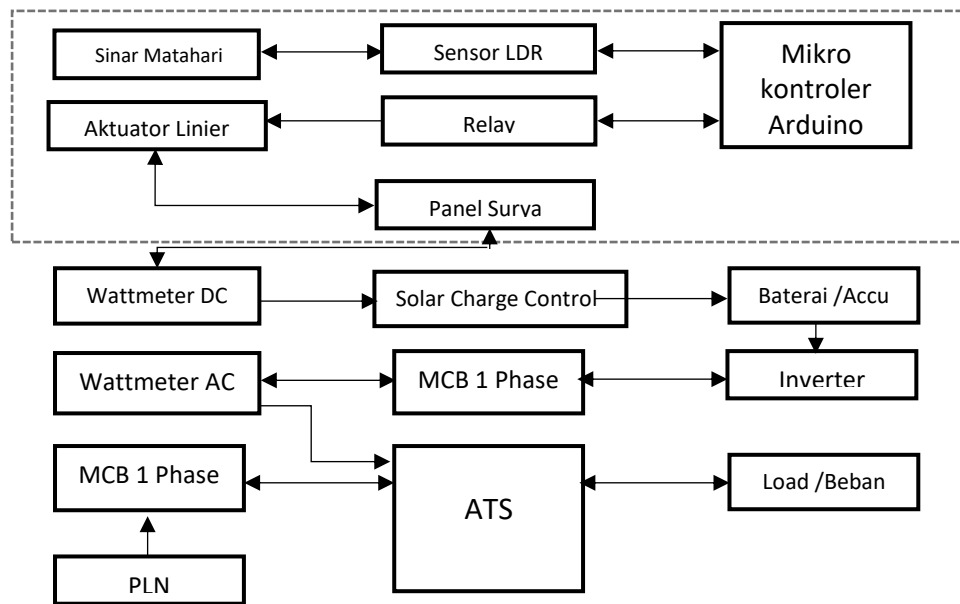 Sinar Matahari
Sensor LDR
Mikro
kontroler
Arduino
Aktuator Linier
Relay
Panel Surya
Wattmeter DC
Solar Charge Control
Baterai /Accu
Wattmeter AC
MCB 1 Phase
Inverter
MCB 1 Phase
ATS
Load /Beban
PLN